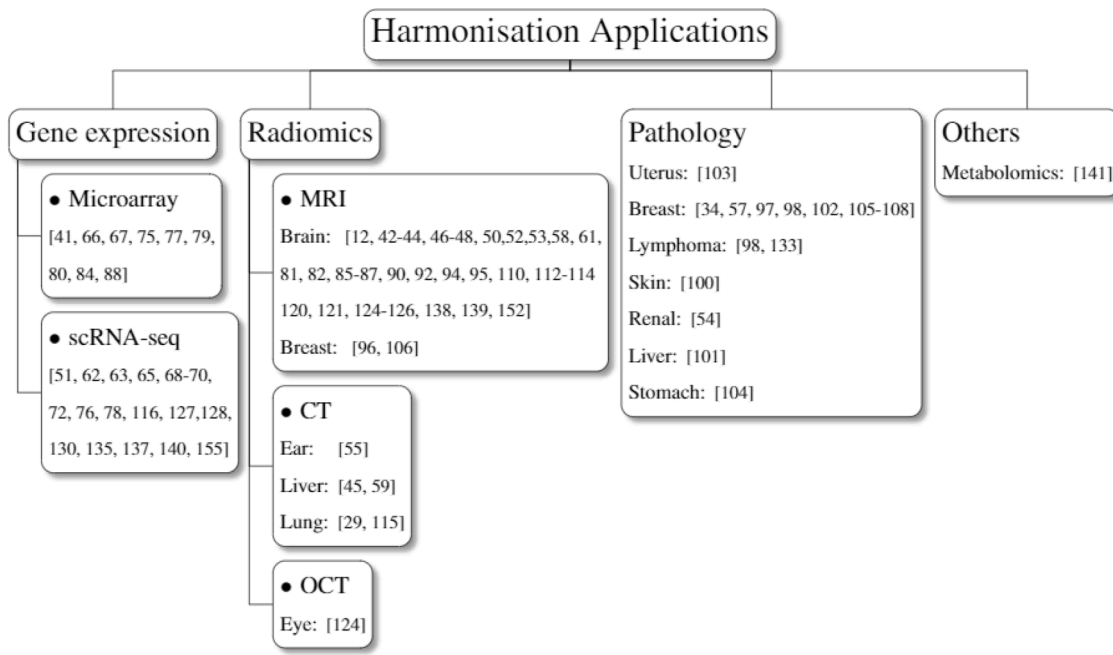 Harmonisation Applications
Gene expression
● Microarray
[41, 66, 67, 75, 77, 79,
80, 84, 88]
● scRNA-seq
[51, 62, 63, 65, 68-70,
72, 76, 78, 116, 127,128,
130, 135, 137, 140, 155]
Radiomics
● MRI
Brain: [12, 42-44, 46-48, 50,52,53,58, 61,
81, 82, 85-87, 90, 92, 94, 95, 110, 112-114
120, 121, 124-126, 138, 139, 152]
Breast: [96, 106]
● CT
Ear: [55]
Liver: [45, 59]
Lung: [29, 115]
● OCT
Eye: [124]
Pathology
Uterus: [103]
Breast: [34, 57, 97, 98, 102, 105-108]
Lymphoma: [98, 133]
Skin: [100]
Renal: [54]
Liver: [101]
Stomach: [104]
Others
Metabolomics: [141]